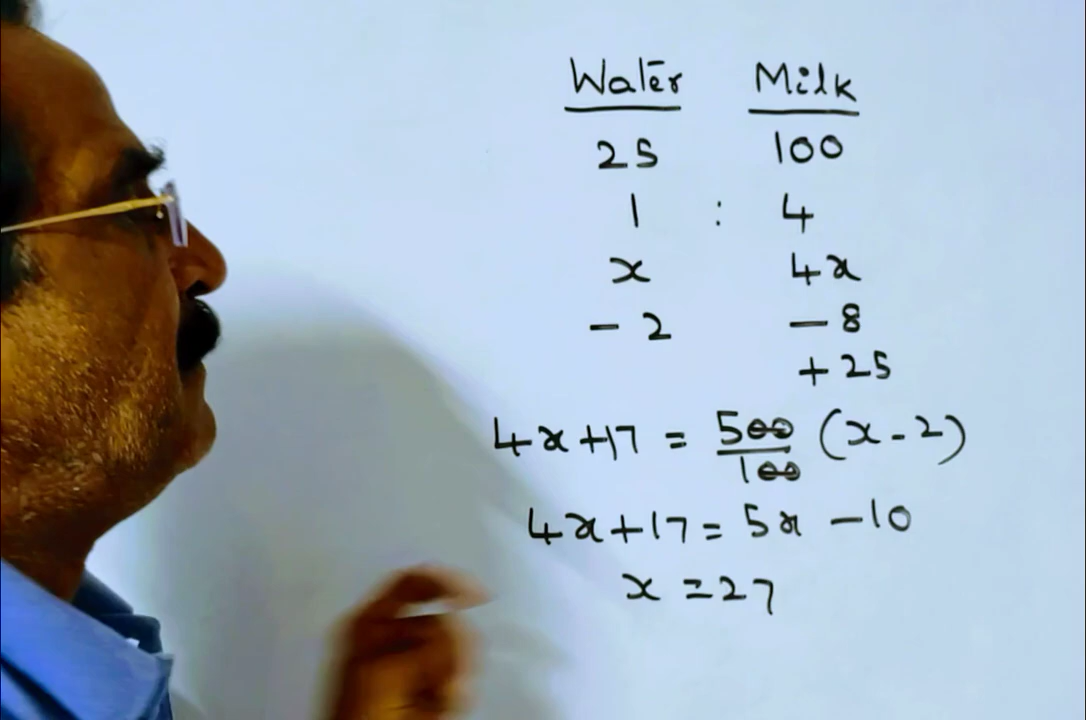 Water Milk
25 100
1 : 4
x 4x
- 2 - 8
+ 25
4x + 17 = 500/100 (x - 2)
4x + 17 = 5x - 10
x = 27